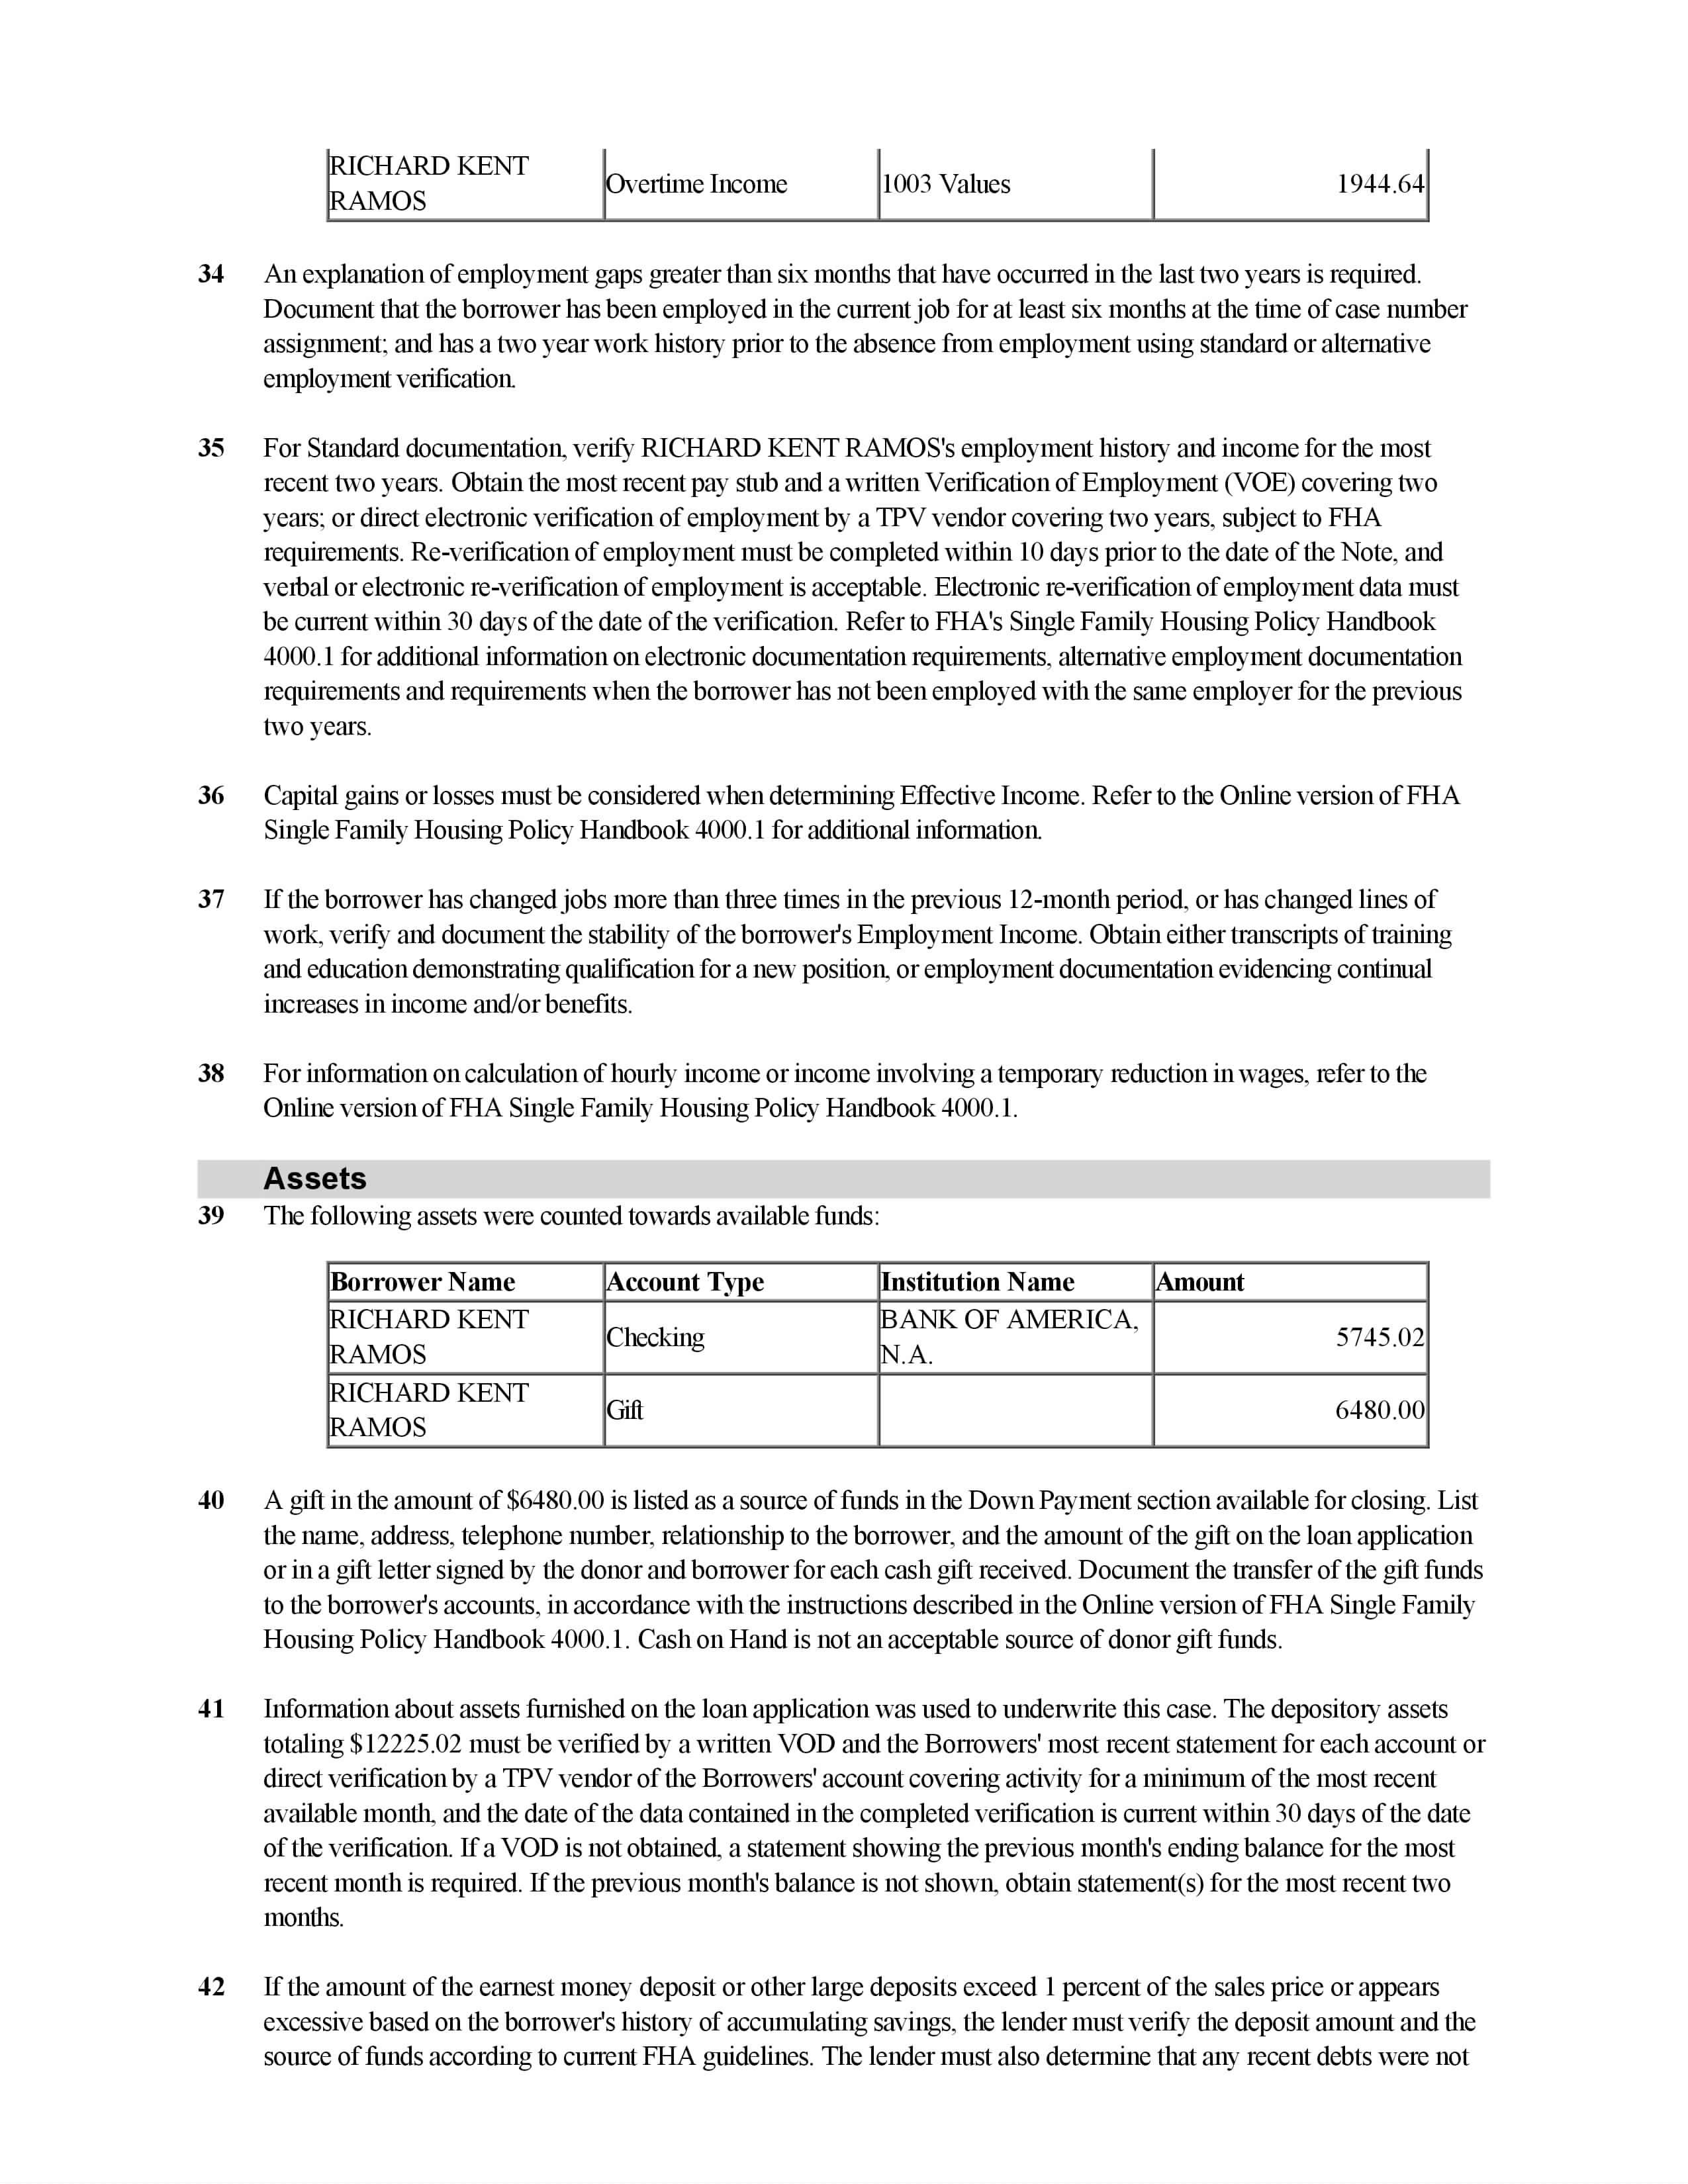 RICHARD KENT
RAMOS
Overtime Income
1003 Values
1944.64
34 An explanation of employment gaps greater than six months that have occurred in the last two years is required.
Document that the borrower has been employed in the current job for at least six months at the time of case number
assignment; and has a two year work history prior to the absence from employment using standard or alternative
employment verification.
35 For Standard documentation, verify RICHARD KENT RAMOS's employment history and income for the most
recent two years. Obtain the most recent pay stub and a written Verification of Employment (VOE) covering two
years; or direct electronic verification of employment by a TPV vendor covering two years, subject to FHA
requirements. Re-verification of employment must be completed within 10 days prior to the date of the Note, and
verbal or electronic re-verification of employment is acceptable. Electronic re-verification of employment data must
be current within 30 days of the date of the verification. Refer to FHA's Single Family Housing Policy Handbook
4000.1 for additional information on electronic documentation requirements, alternative employment documentation
requirements and requirements when the borrower has not been employed with the same employer for the previous
two years.
36 Capital gains or losses must be considered when determining Effective Income. Refer to the Online version of FHA
Single Family Housing Policy Handbook 4000.1 for additional information.
37 If the borrower has changed jobs more than three times in the previous 12-month period, or has changed lines of
work, verify and document the stability of the borrower's Employment Income. Obtain either transcripts of training
and education demonstrating qualification for a new position, or employment documentation evidencing continual
increases in income and/or benefits.
38 For information on calculation of hourly income or income involving a temporary reduction in wages, refer to the
Online version of FHA Single Family Housing Policy Handbook 4000.1.
Assets
39 The following assets were counted towards available funds:
Borrower Name Account Type Institution Name Amount
RICHARD KENT
RAMOS
Checking
BANK OF AMERICA,
N.A.
5745.02
RICHARD KENT
RAMOS
Gift
6480.00
40 A gift in the amount of $6480.00 is listed as a source of funds in the Down Payment section available for closing. List
the name, address, telephone number, relationship to the borrower, and the amount of the gift on the loan application
or in a gift letter signed by the donor and borrower for each cash gift received. Document the transfer of the gift funds
to the borrower's accounts, in accordance with the instructions described in the Online version of FHA Single Family
Housing Policy Handbook 4000.1. Cash on Hand is not an acceptable source of donor gift funds.
41 Information about assets furnished on the loan application was used to underwrite this case. The depository assets
totaling $12225.02 must be verified by a written VOD and the Borrowers' most recent statement for each account or
direct verification by a TPV vendor of the Borrowers' account covering activity for a minimum of the most recent
available month, and the date of the data contained in the completed verification is current within 30 days of the date
of the verification. If a VOD is not obtained, a statement showing the previous month's ending balance for the most
recent month is required. If the previous month's balance is not shown, obtain statement(s) for the most recent two
months.
42 If the amount of the earnest money deposit or other large deposits exceed 1 percent of the sales price or appears
excessive based on the borrower's history of accumulating savings, the lender must verify the deposit amount and the
source of funds according to current FHA guidelines. The lender must also determine that any recent debts were not